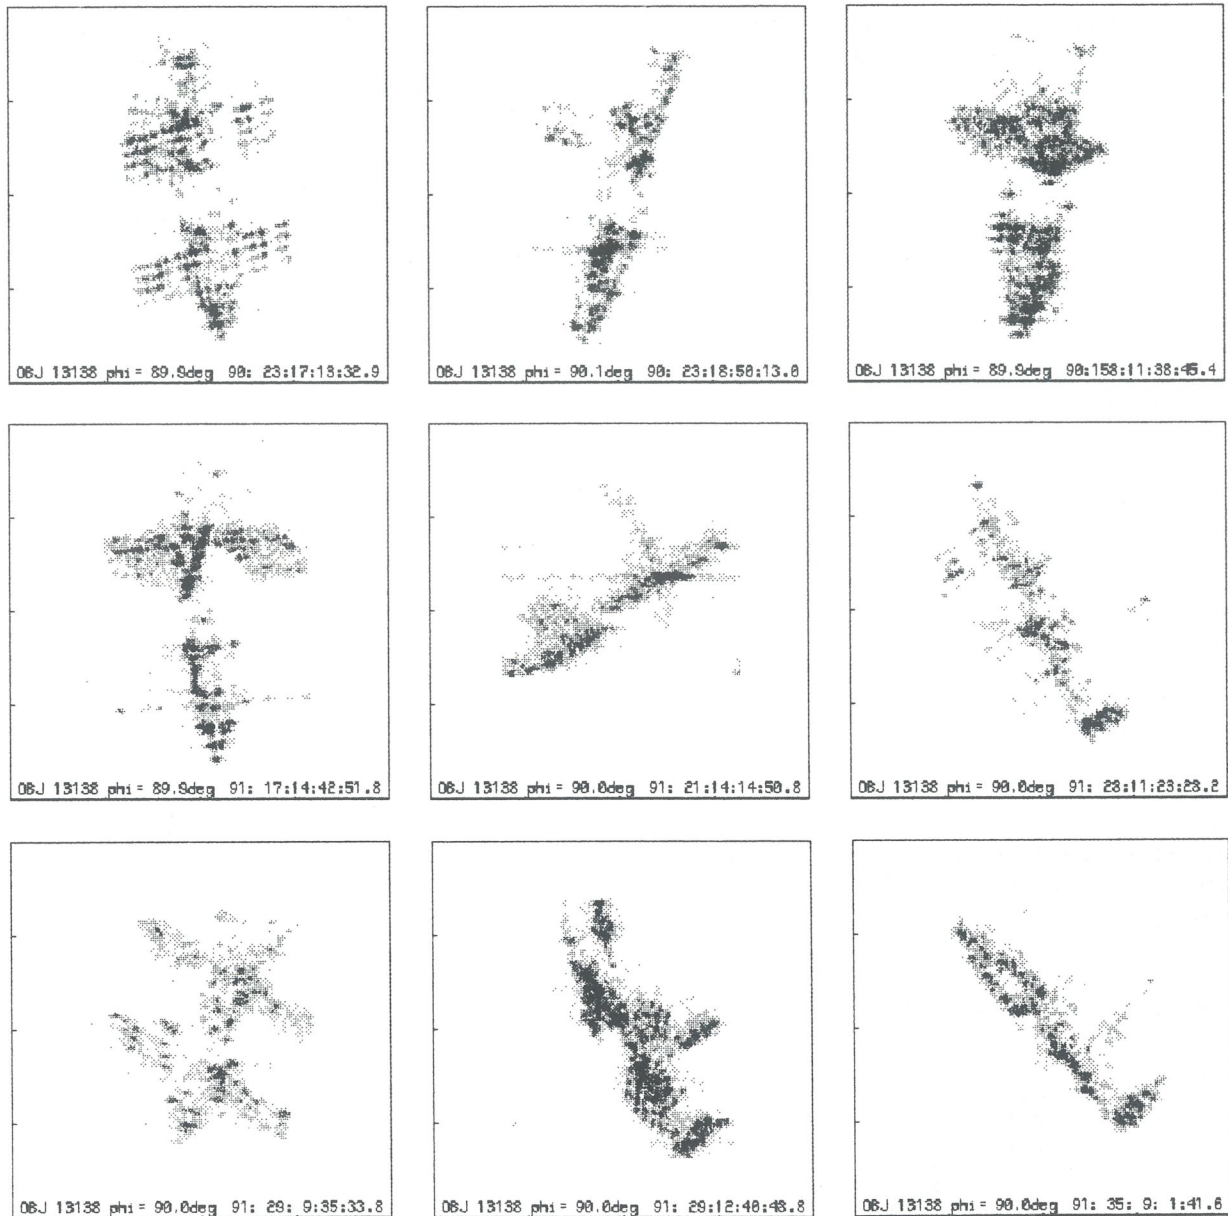 OBJ 13138 phi = 89.9deg 90: 23:17:13:32.9
OBJ 13138 phi = 90.1deg 90: 23:18:50:13.0
OBJ 13138 phi = 89.9deg 90:158:11:38:45.4
OBJ 13138 phi = 89.9deg 91: 17:14:42:51.8
OBJ 13138 phi = 90.0deg 91: 21:14:14:50.8
OBJ 13138 phi = 90.0deg 91: 28:11:23:28.2
OBJ 13138 phi = 90.0deg 91: 29: 9:35:33.8
OBJ 13138 phi = 90.0deg 91: 29:12:40:48.8
OBJ 13138 phi = 90.0deg 91: 35: 9: 1:41.6